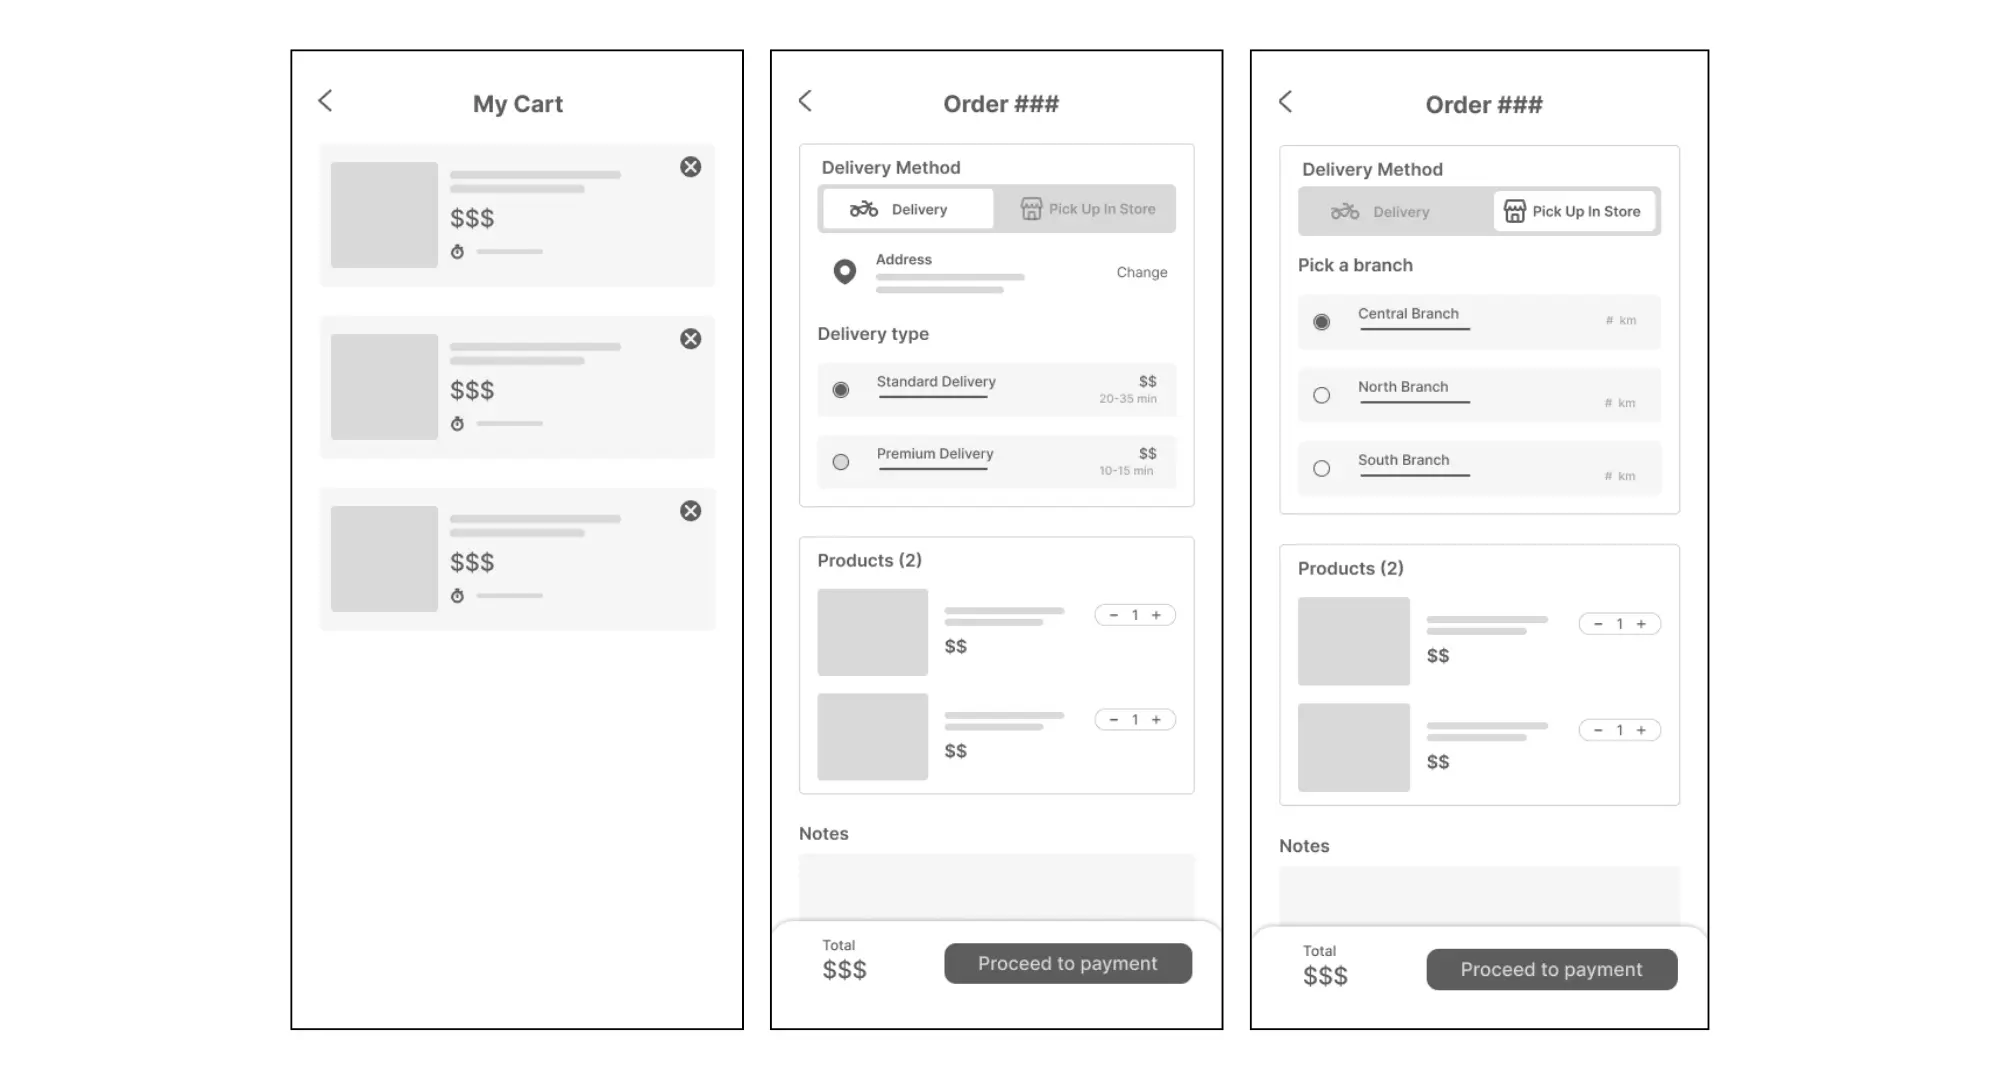 My Cart
$$$
$$$
$$$
Order ###
Delivery Method
Delivery
Pick Up In Store
Address
Change
Delivery type
Standard Delivery
$$
20-35 min
Premium Delivery
$$
10-15 min
Products (2)
- 1 +
$$
- 1 +
$$
Notes
Total
$$$
Proceed to payment
Order ###
Delivery Method
Delivery
Pick Up In Store
Pick a branch
Central Branch
# km
North Branch
# km
South Branch
# km
Products (2)
- 1 +
$$
- 1 +
$$
Notes
Total
$$$
Proceed to payment